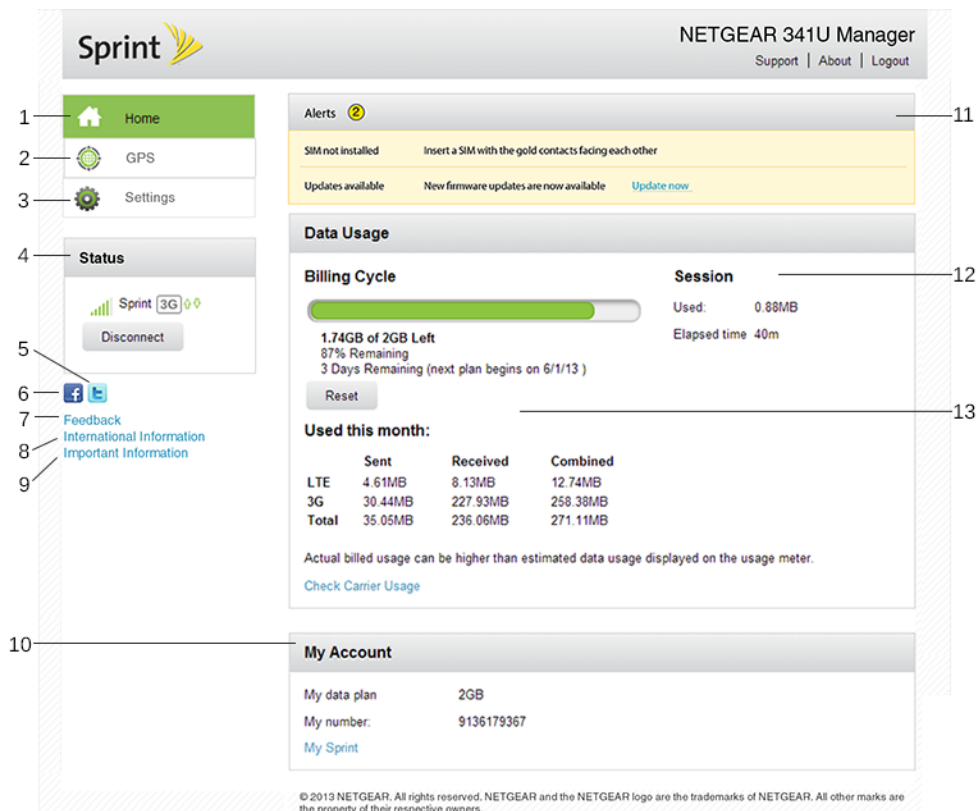 Sprint
NETGEAR 341U Manager
Support | About | Logout
1
Home
2
GPS
3
Settings
4
Status
Sprint 3G
Disconnect
5
6
7
Feedback
8
International Information
9
Important Information
Alerts 2
11
SIM not installed Insert a SIM with the gold contacts facing each other
Updates available New firmware updates are now available Update now
Data Usage
Billing Cycle
1.74GB of 2GB Left
87% Remaining
3 Days Remaining (next plan begins on 6/1/13 )
Reset
Session
12
Used: 0.88MB
Elapsed time 40m
13
Used this month:
Sent Received Combined
LTE 4.61MB 8.13MB 12.74MB
3G 30.44MB 227.93MB 258.38MB
Total 35.05MB 236.06MB 271.11MB
Actual billed usage can be higher than estimated data usage displayed on the usage meter.
Check Carrier Usage
10
My Account
My data plan 2GB
My number: 9136179367
My Sprint
© 2013 NETGEAR. All rights reserved. NETGEAR and the NETGEAR logo are the trademarks of NETGEAR. All other marks are
the property of their respective owners.